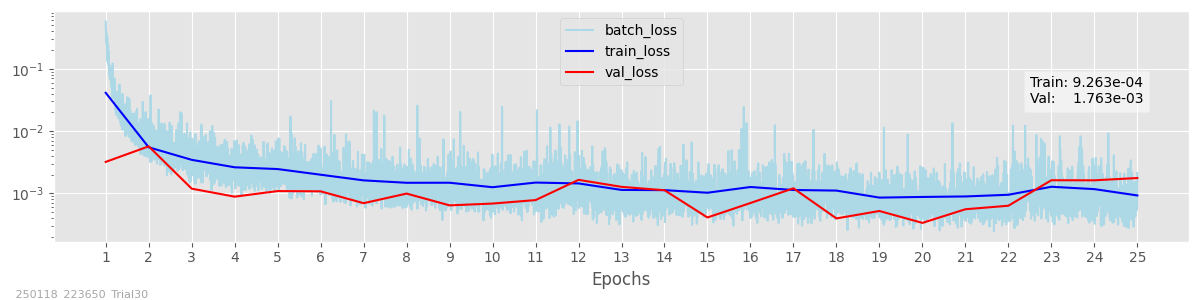 batch_loss
train_loss
val_loss
10⁻¹
10⁻²
10⁻³
Train: 9.263e-04
Val: 1.763e-03
1 2 3 4 5 6 7 8 9 10 11 12 13 14 15 16 17 18 19 20 21 22 23 24 25
Epochs
250118_223650_Trial30